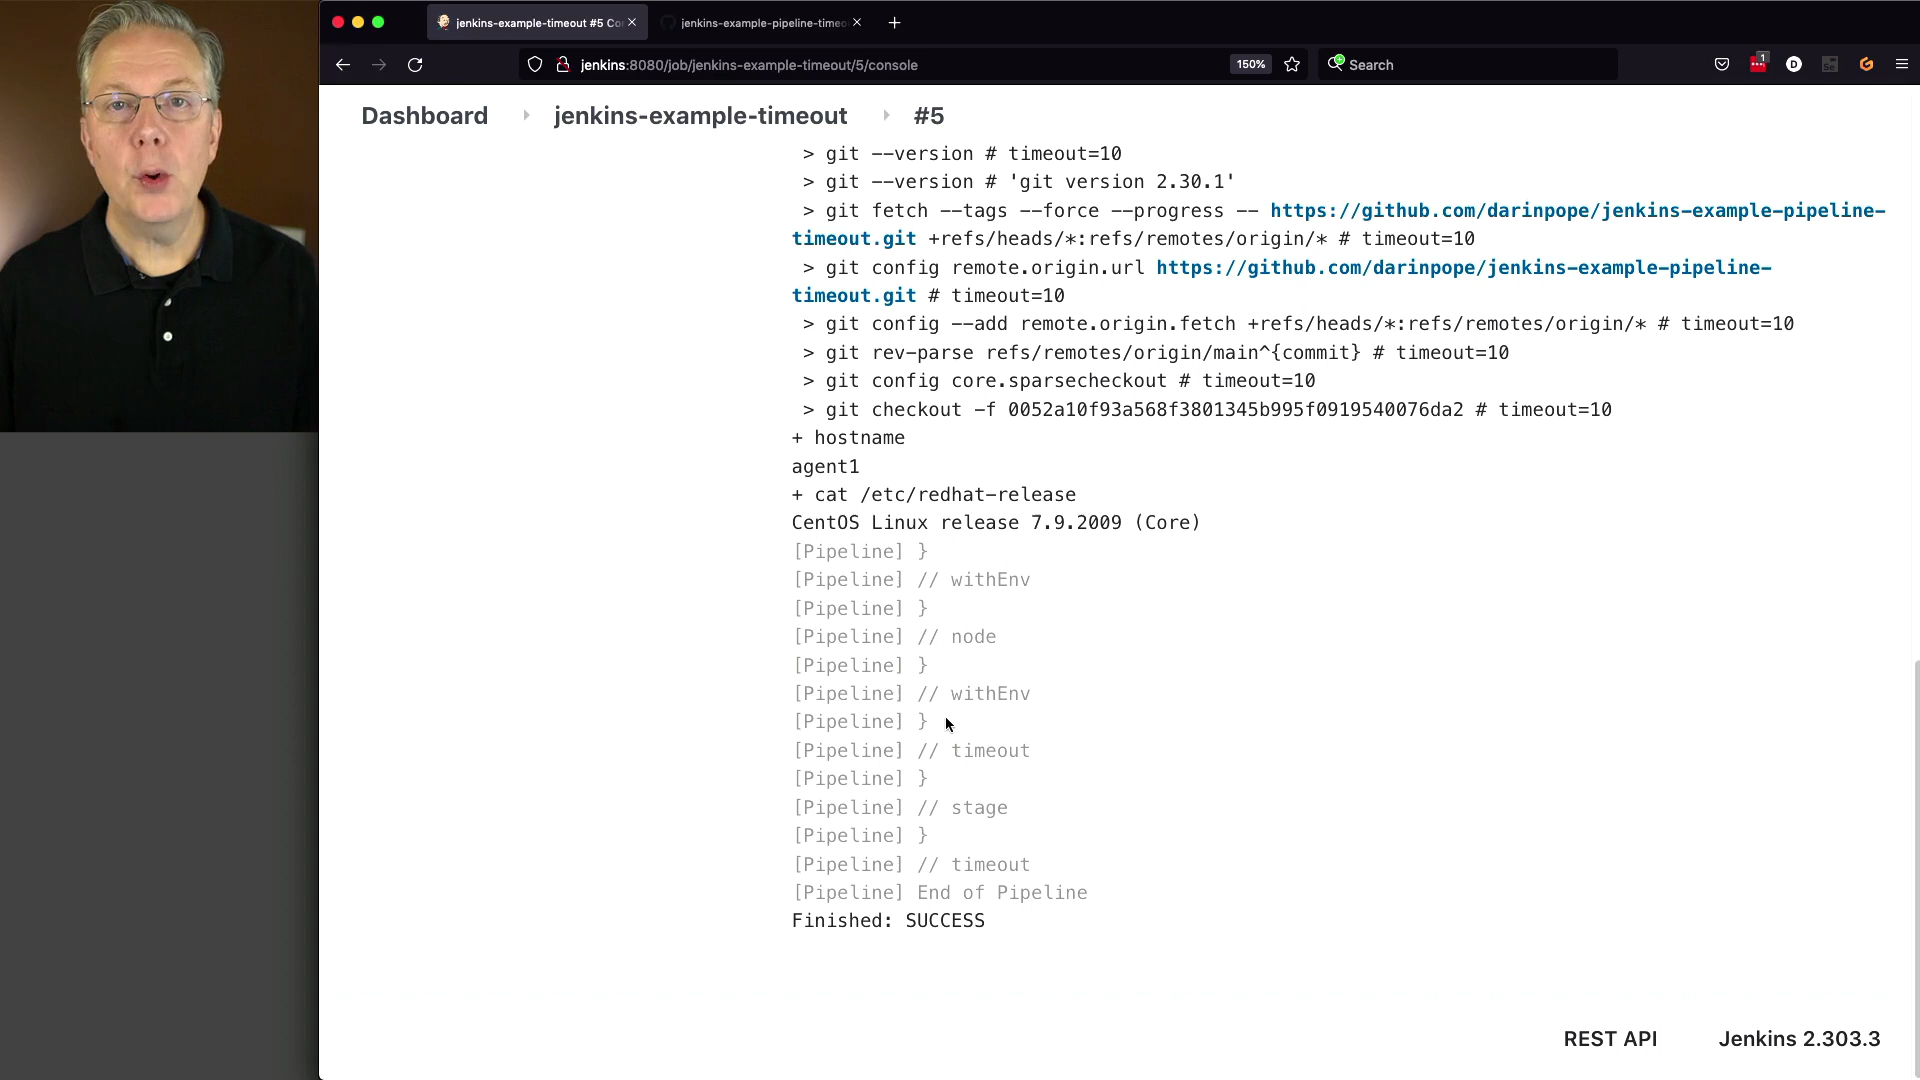 jenkins-example-timeout #5 Co
jenkins-example-pipeline-timeo
jenkins:8080/job/jenkins-example-timeout/5/console
150%
Search
1
D
Se
Dashboard
jenkins-example-timeout
#5
> git --version # timeout=10
> git --version # 'git version 2.30.1'
> git fetch --tags --force --progress -- https://github.com/darinpope/jenkins-example-pipeline-
timeout.git +refs/heads/*:refs/remotes/origin/* # timeout=10
> git config remote.origin.url https://github.com/darinpope/jenkins-example-pipeline-
timeout.git # timeout=10
> git config --add remote.origin.fetch +refs/heads/*:refs/remotes/origin/* # timeout=10
> git rev-parse refs/remotes/origin/main^{commit} # timeout=10
> git config core.sparsecheckout # timeout=10
> git checkout -f 0052a10f93a568f3801345b995f0919540076da2 # timeout=10
+ hostname
agent1
+ cat /etc/redhat-release
CentOS Linux release 7.9.2009 (Core)
[Pipeline] }
[Pipeline] // withEnv
[Pipeline] }
[Pipeline] // node
[Pipeline] }
[Pipeline] // withEnv
[Pipeline] }
[Pipeline] // timeout
[Pipeline] }
[Pipeline] // stage
[Pipeline] }
[Pipeline] // timeout
[Pipeline] End of Pipeline
Finished: SUCCESS
REST API
Jenkins 2.303.3